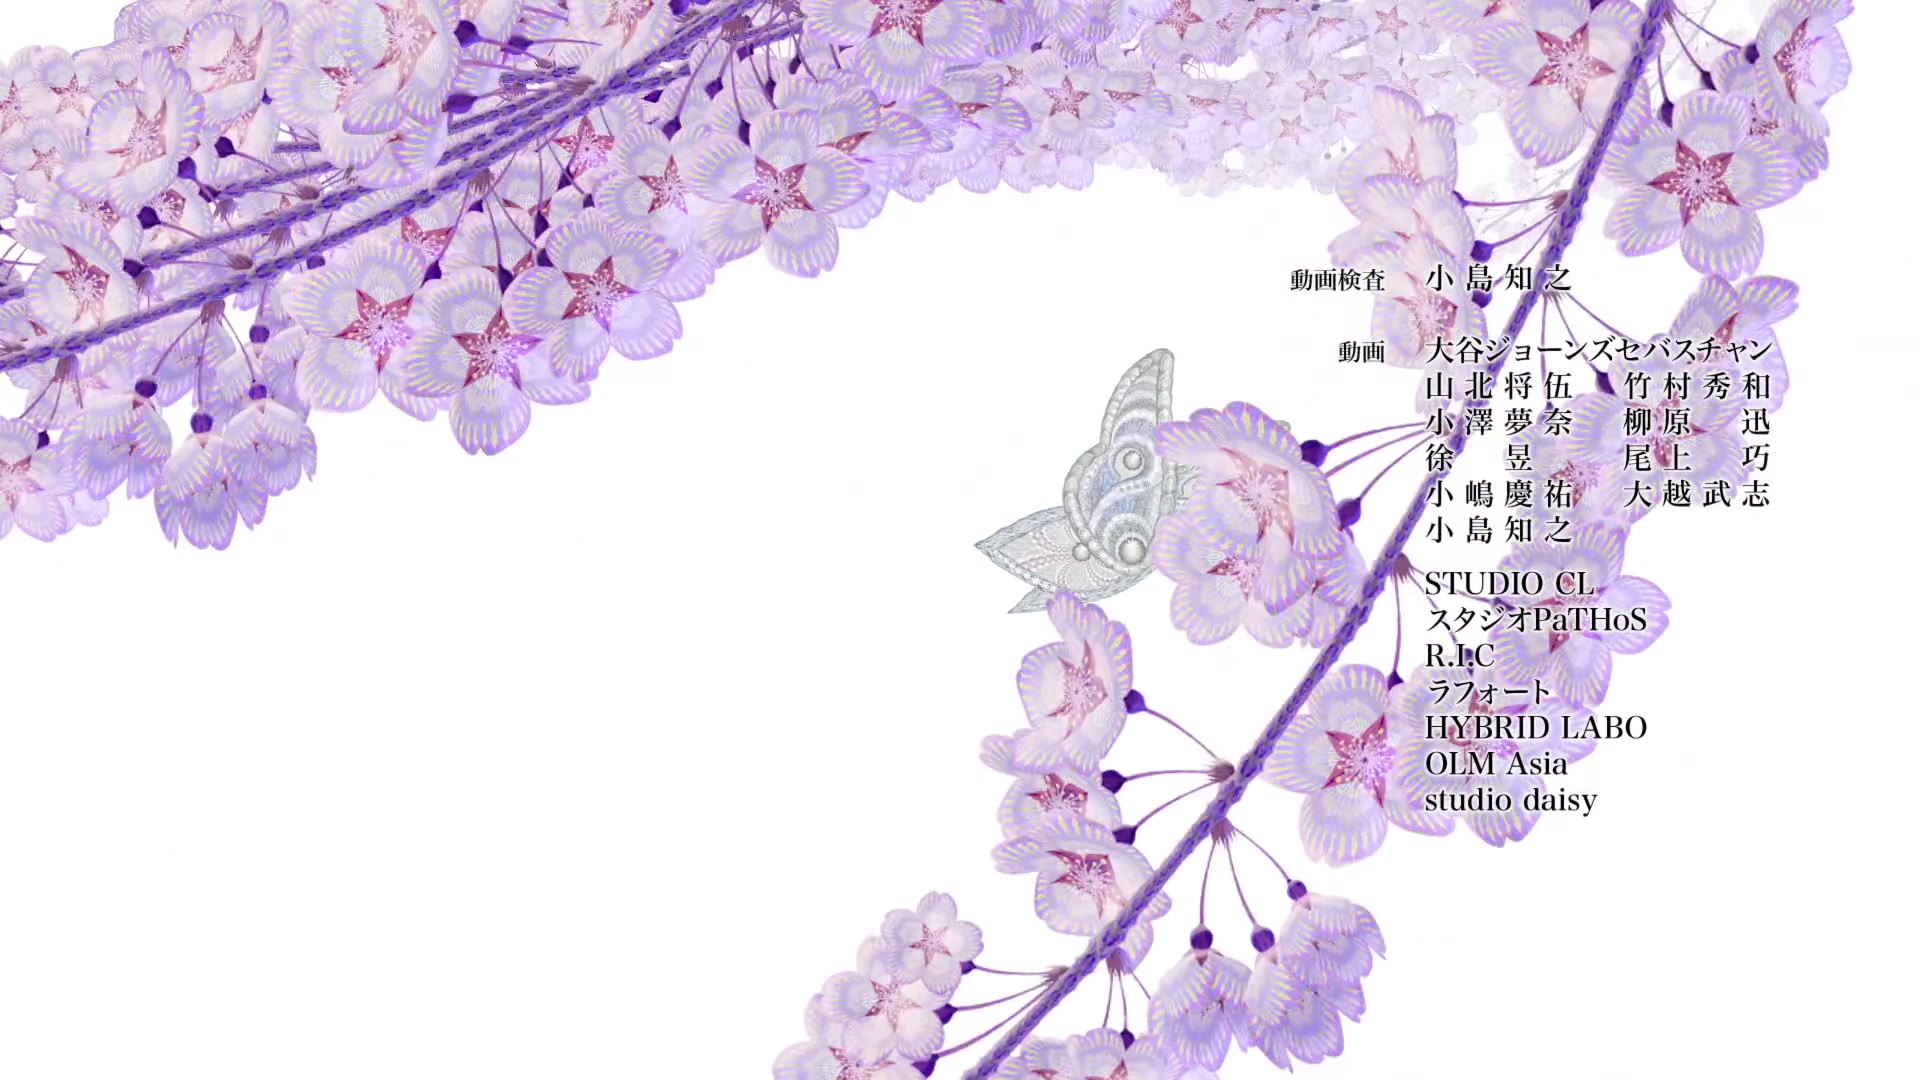 動画検査 小島知之
動画 大谷ジョーンズセバスチャン
山北将伍 竹村秀和
小澤夢奈 柳原 迅
徐 昱 尾上 巧
小嶋慶祐 大越武志
小島知之
STUDIO CL
スタジオPaTHoS
R.I.C
ラフォート
HYBRID LABO
OLM Asia
studio daisy